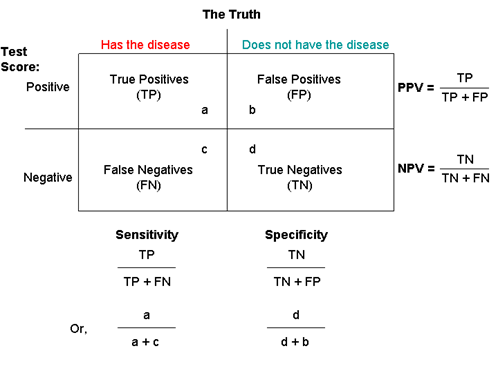 The Truth
Has the disease
Does not have the disease
Test
Score:
Positive
True Positives
(TP)
a
False Positives
(FP)
b
PPV =
TP
TP + FP
Negative
c
False Negatives
(FN)
d
True Negatives
(TN)
NPV =
TN
TN + FN
Sensitivity
TP
TP + FN
Specificity
TN
TN + FP
Or,
a
a + c
d
d + b